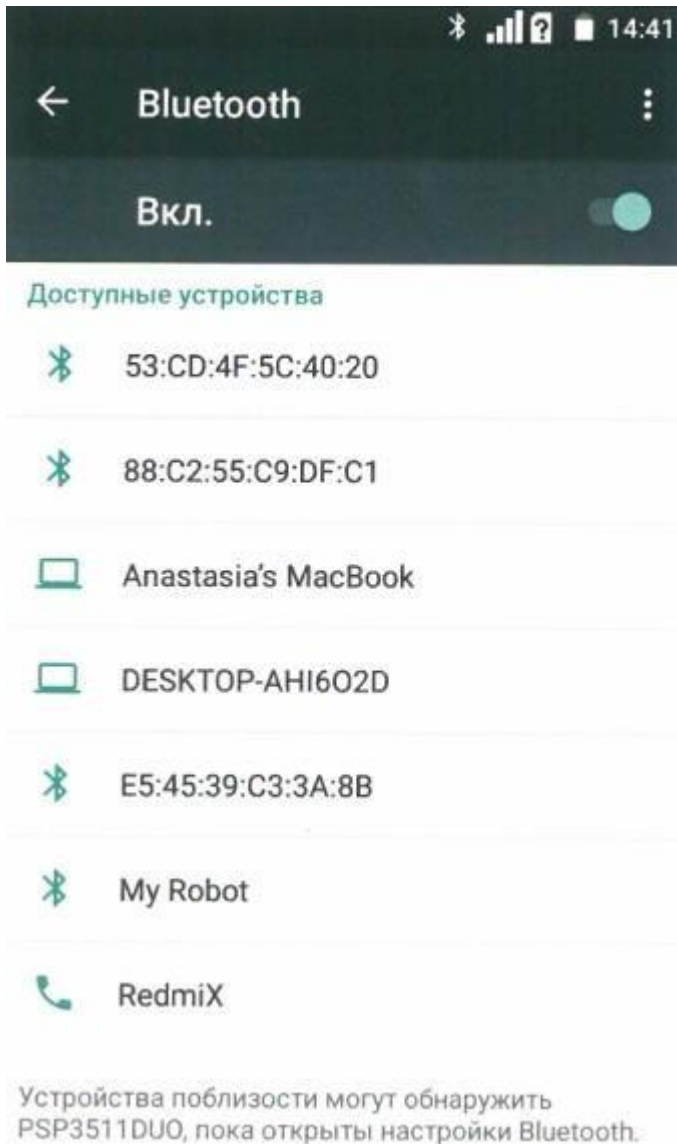 14:41
Bluetooth
Вкл.
Доступные устройства
53:CD:4F:5C:40:20
88:C2:55:C9:DF:C1
Anastasia's MacBook
DESKTOP-AHI6O2D
E5:45:39:C3:3A:8B
My Robot
RedmiX
Устройства поблизости могут обнаружить
PSP3511DUO, пока открыты настройки Bluetooth.